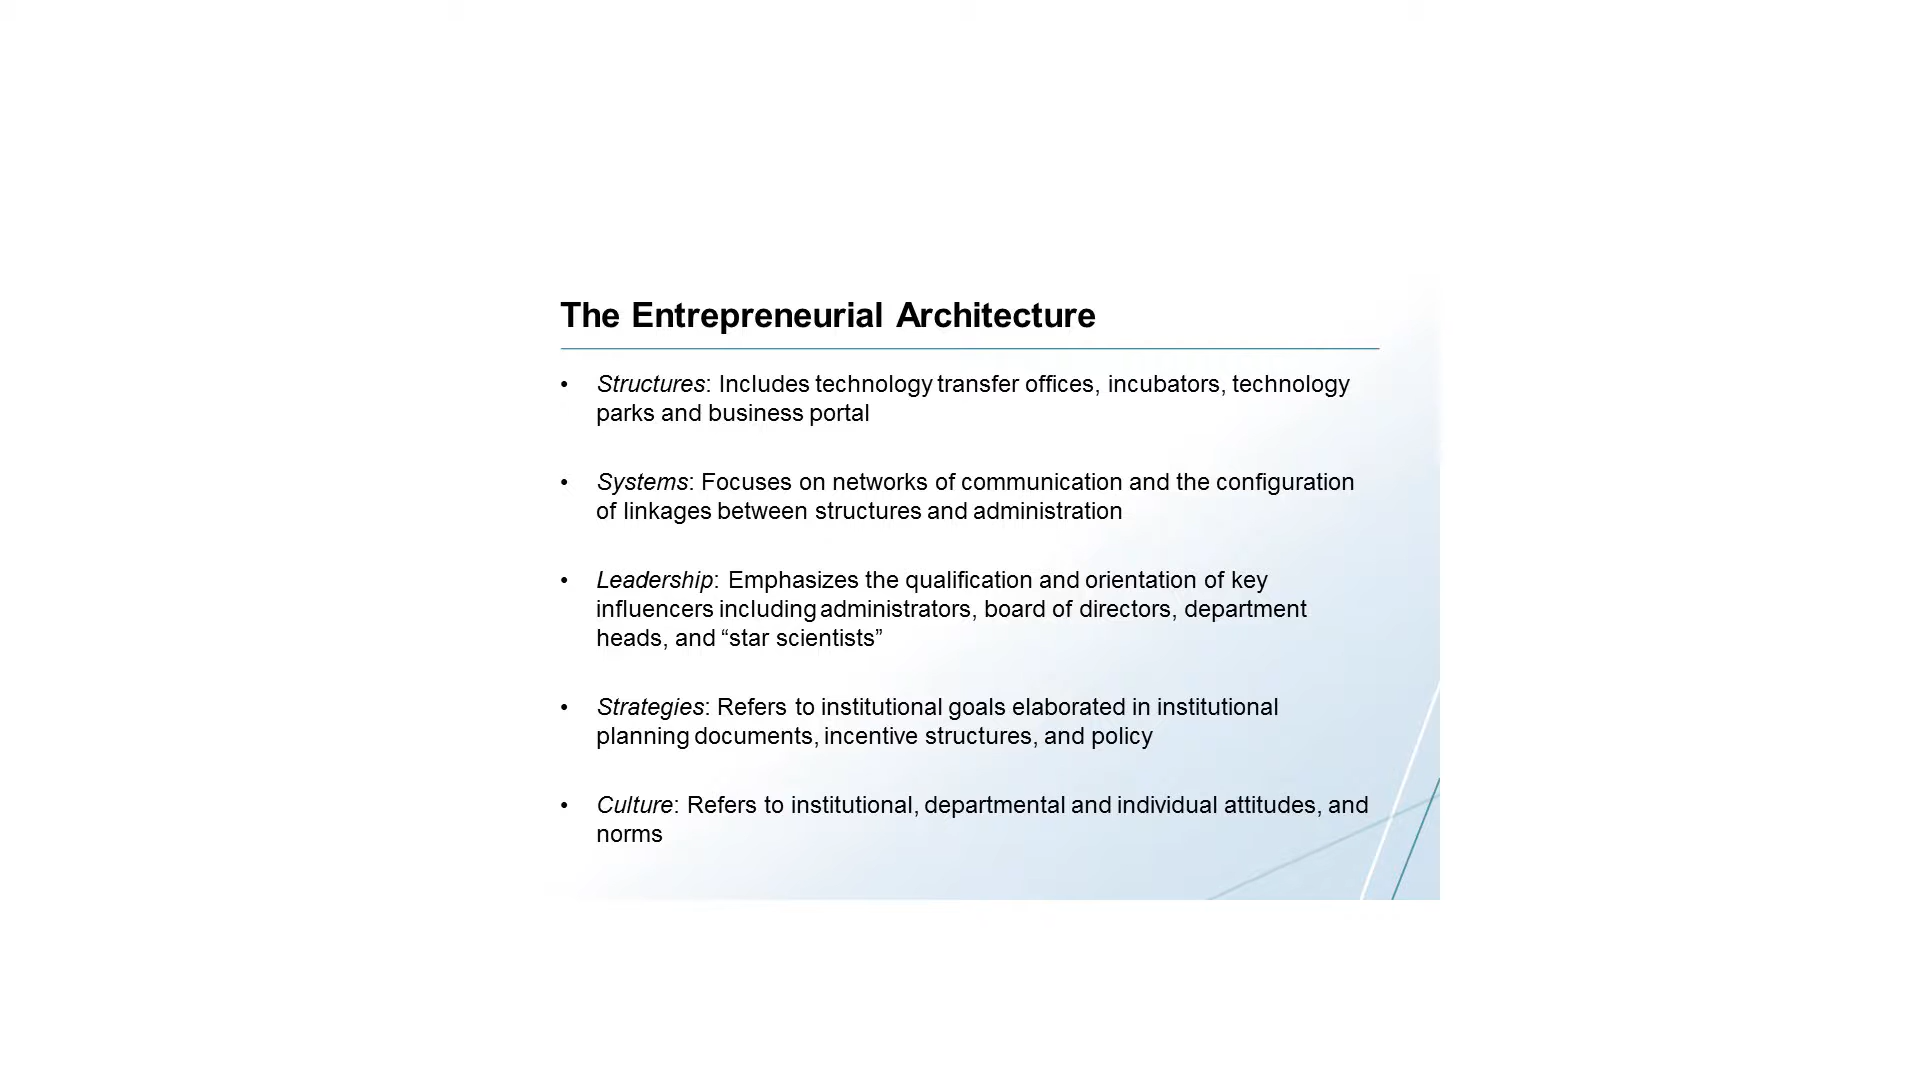 The Entrepreneurial Architecture
• Structures: Includes technology transfer offices, incubators, technology
parks and business portal
• Systems: Focuses on networks of communication and the configuration
of linkages between structures and administration
• Leadership: Emphasizes the qualification and orientation of key
influencers including administrators, board of directors, department
heads, and “star scientists”
• Strategies: Refers to institutional goals elaborated in institutional
planning documents, incentive structures, and policy
• Culture: Refers to institutional, departmental and individual attitudes, and
norms